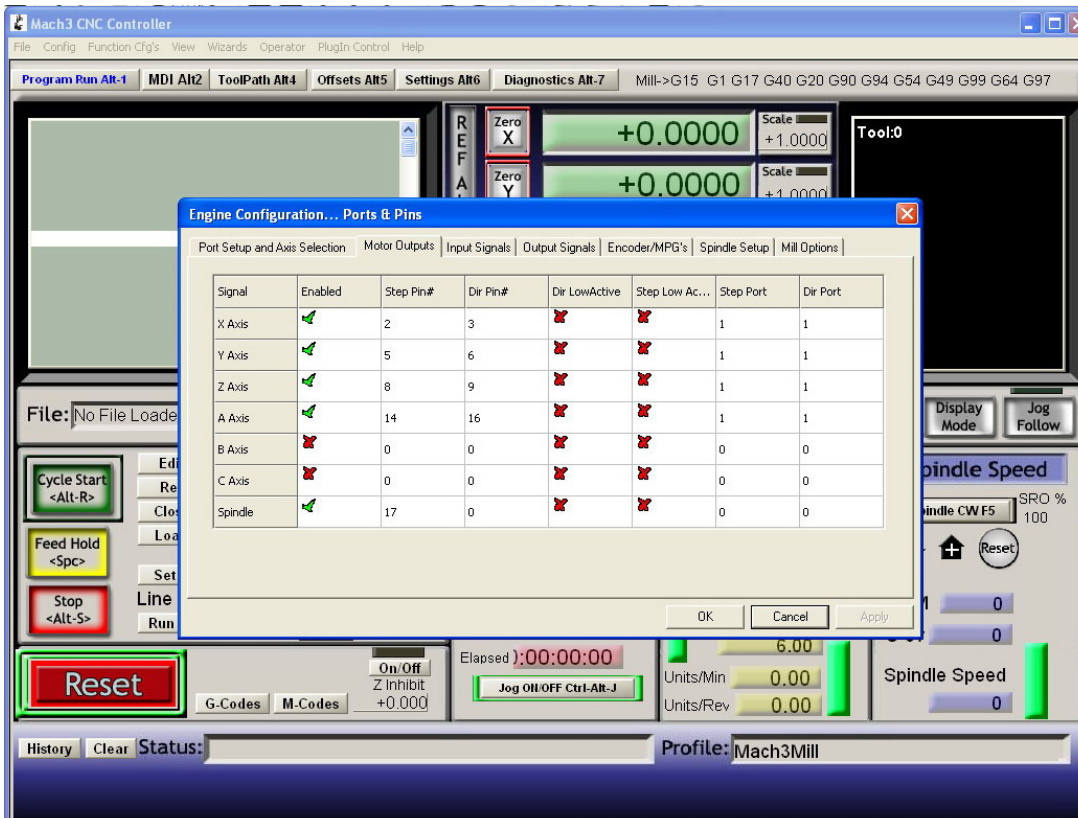 Mach3 CNC Controller
File Config Function Cfg's View Wizards Operator PlugIn Control Help
Program Run Alt-1 MDI Alt2 ToolPath Alt4 Offsets Alt5 Settings Alt6 Diagnostics Alt-7 Mill->G15 G1 G17 G40 G20 G90 G94 G54 G49 G99 G64 G97
REF A
Zero X +0.0000 Scale +1.0000 Tool:0
Zero Y +0.0000 Scale +1.0000
Engine Configuration... Ports & Pins
Port Setup and Axis Selection Motor Outputs Input Signals Output Signals Encoder/MPG's Spindle Setup Mill Options
Signal Enabled Step Pin# Dir Pin# Dir LowActive Step Low Ac... Step Port Dir Port
X Axis 2 3 1 1
Y Axis 5 6 1 1
Z Axis 8 9 1 1
A Axis 14 16 1 1
B Axis 0 0 0 0
C Axis 0 0 0 0
Spindle 17 0 0 0
OK Cancel Apply
File: No File Loade
Display Mode Jog Follow
Cycle Start <Alt-R>
Feed Hold <Spc>
Stop <Alt-S>
Edi
Re
Clos
Loa
Set
Line
Run
pindle Speed
indle CW F5 SRO %
100
Reset
0
0
6.00
Reset On/Off
Z Inhibit
+0.000
G-Codes M-Codes
Elapsed ):00:00:00
Jog ON/OFF Ctrl-Alt-J
Units/Min 0.00
Units/Rev 0.00
Spindle Speed
0
History Clear Status: Profile: Mach3Mill